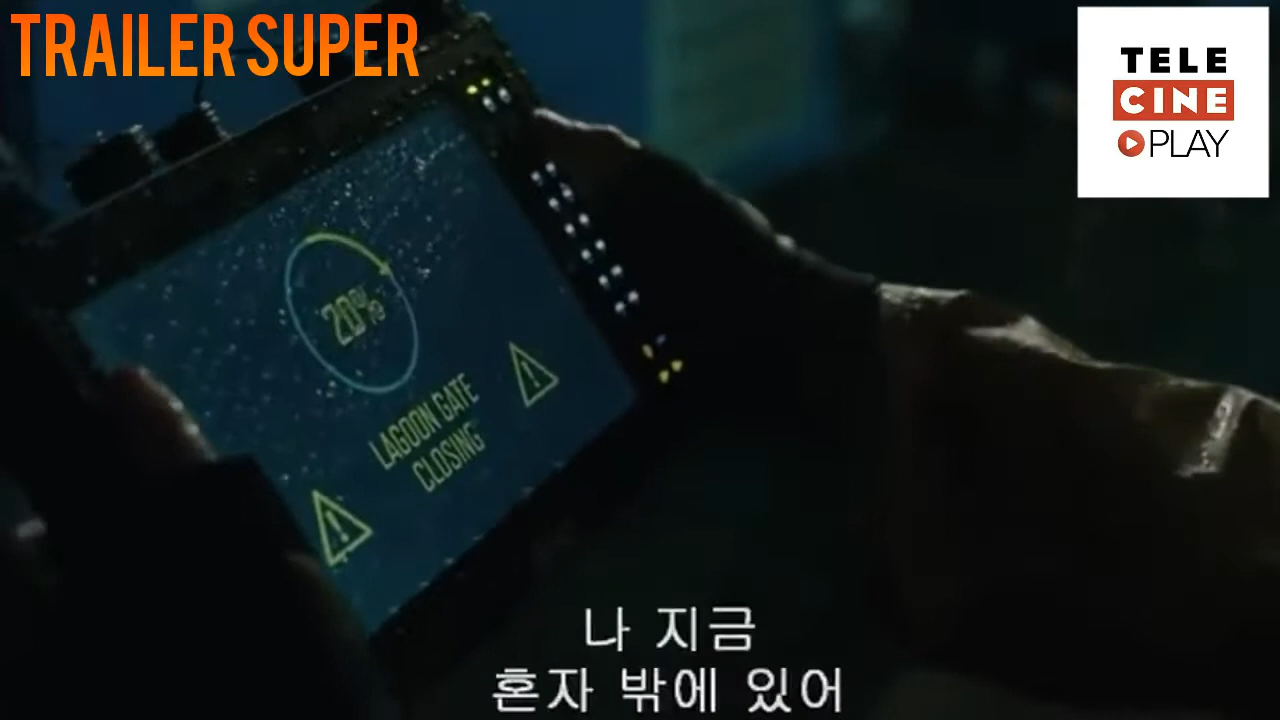 TRAILER SUPER
TELE
CINE
PLAY
20%
LAGOON GATE
CLOSING
나 지금
혼자 밖에 있어